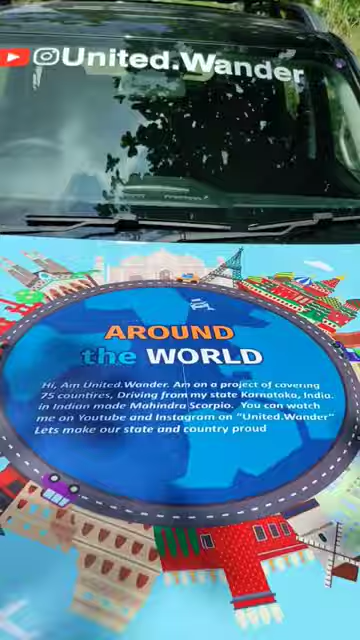 United.Wander
AROUND
the WORLD
Hi, Am United.Wander. Am on a project of covering
75 countires, Driving from my state Karnataka, India.
in Indian made Mahindra Scorpio. You can watch
me on Youtube and Instagram on "United.Wander"
Lets make our state and country proud